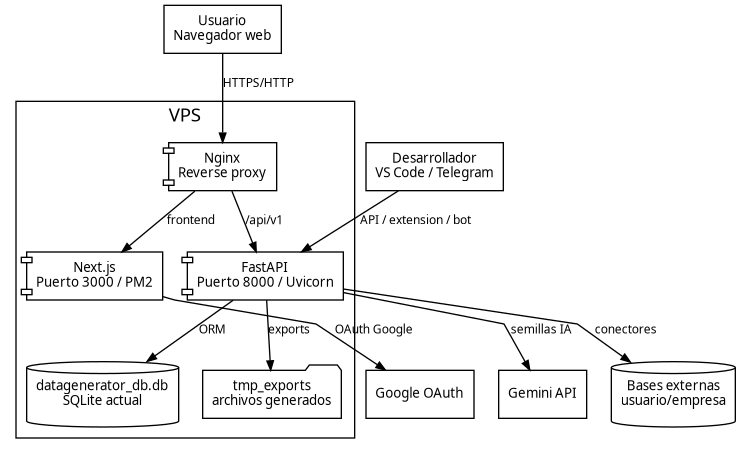 Usuario
Navegador web
HTTPS/HTTP
VPS
Nginx
Reverse proxy
Desarrollador
VS Code / Telegram
frontend
/api/v1
API / extension / bot
Next.js
Puerto 3000 / PM2
FastAPI
Puerto 8000 / Uvicorn
ORM
exports
OAuth Google
semillas IA
conectores
datagenerator_db.db
SQLite actual
tmp_exports
archivos generados
Google OAuth
Gemini API
Bases externas
usuario/empresa